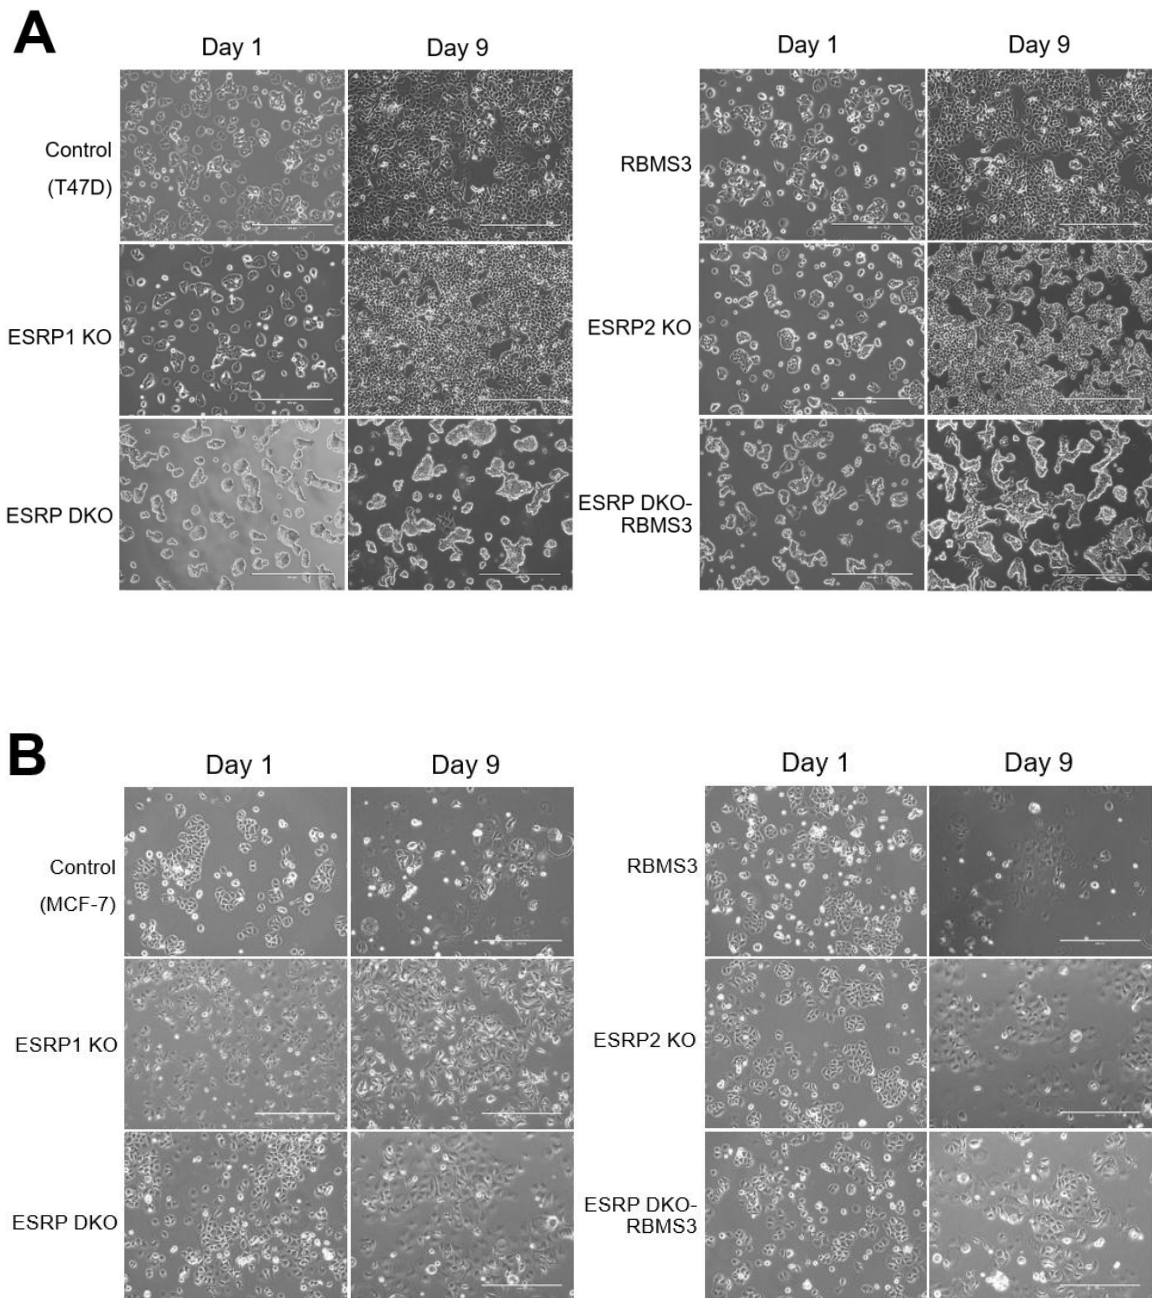 A
Day 1
Day 9
Day 1
Day 9
Control
(T47D)
RBMS3
ESRP1 KO
ESRP2 KO
ESRP DKO
ESRP DKO-
RBMS3
B
Day 1
Day 9
Day 1
Day 9
Control
(MCF-7)
RBMS3
ESRP1 KO
ESRP2 KO
ESRP DKO
ESRP DKO-
RBMS3